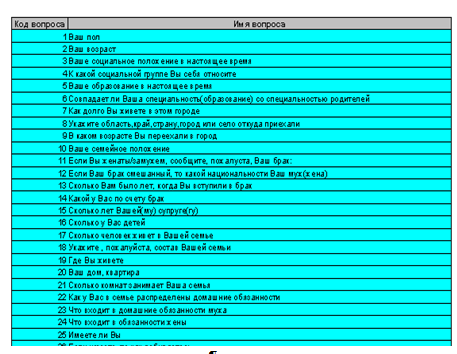 Код вопроса Имя вопроса
1 Ваш пол
2 Ваш возраст
3 Ваше социальное положение в настоящее время
4 К какой социальной группе Вы себя относите
5 Ваше образование в настоящее время
6 Совпадает ли Ваша специальность(образование) со специальностью родителей
7 Как долго Вы живете в этом городе
8 Укажите область,край,страну,город или село откуда приехали
9 В каком возрасте Вы переехали в город
10 Ваше семейное положение
11 Если Вы женаты/замужем, сообщите, пожалуста, Ваш брак:
12 Если Ваш брак смешанный, то какой национальности Ваш муж(жена)
13 Сколько Вам было лет, когда Вы вступили в брак
14 Какой у Вас по счету брак
15 Сколько лет Вашей(му) супруге(гу)
16 Сколько у Вас детей
17 Сколько человек живет в Вашей семье
18 Укажите , пожалуйста, состав Вашей семьи
19 Где Вы живете
20 Ваш дом, квартира
21 Сколько комнат занимает Ваша семья
22 Как у Вас в семье распределены домашние обязанности
23 Что входит в домашние обязанности мужа
24 Что входит в обязанности жены
25 Имеете ли Вы